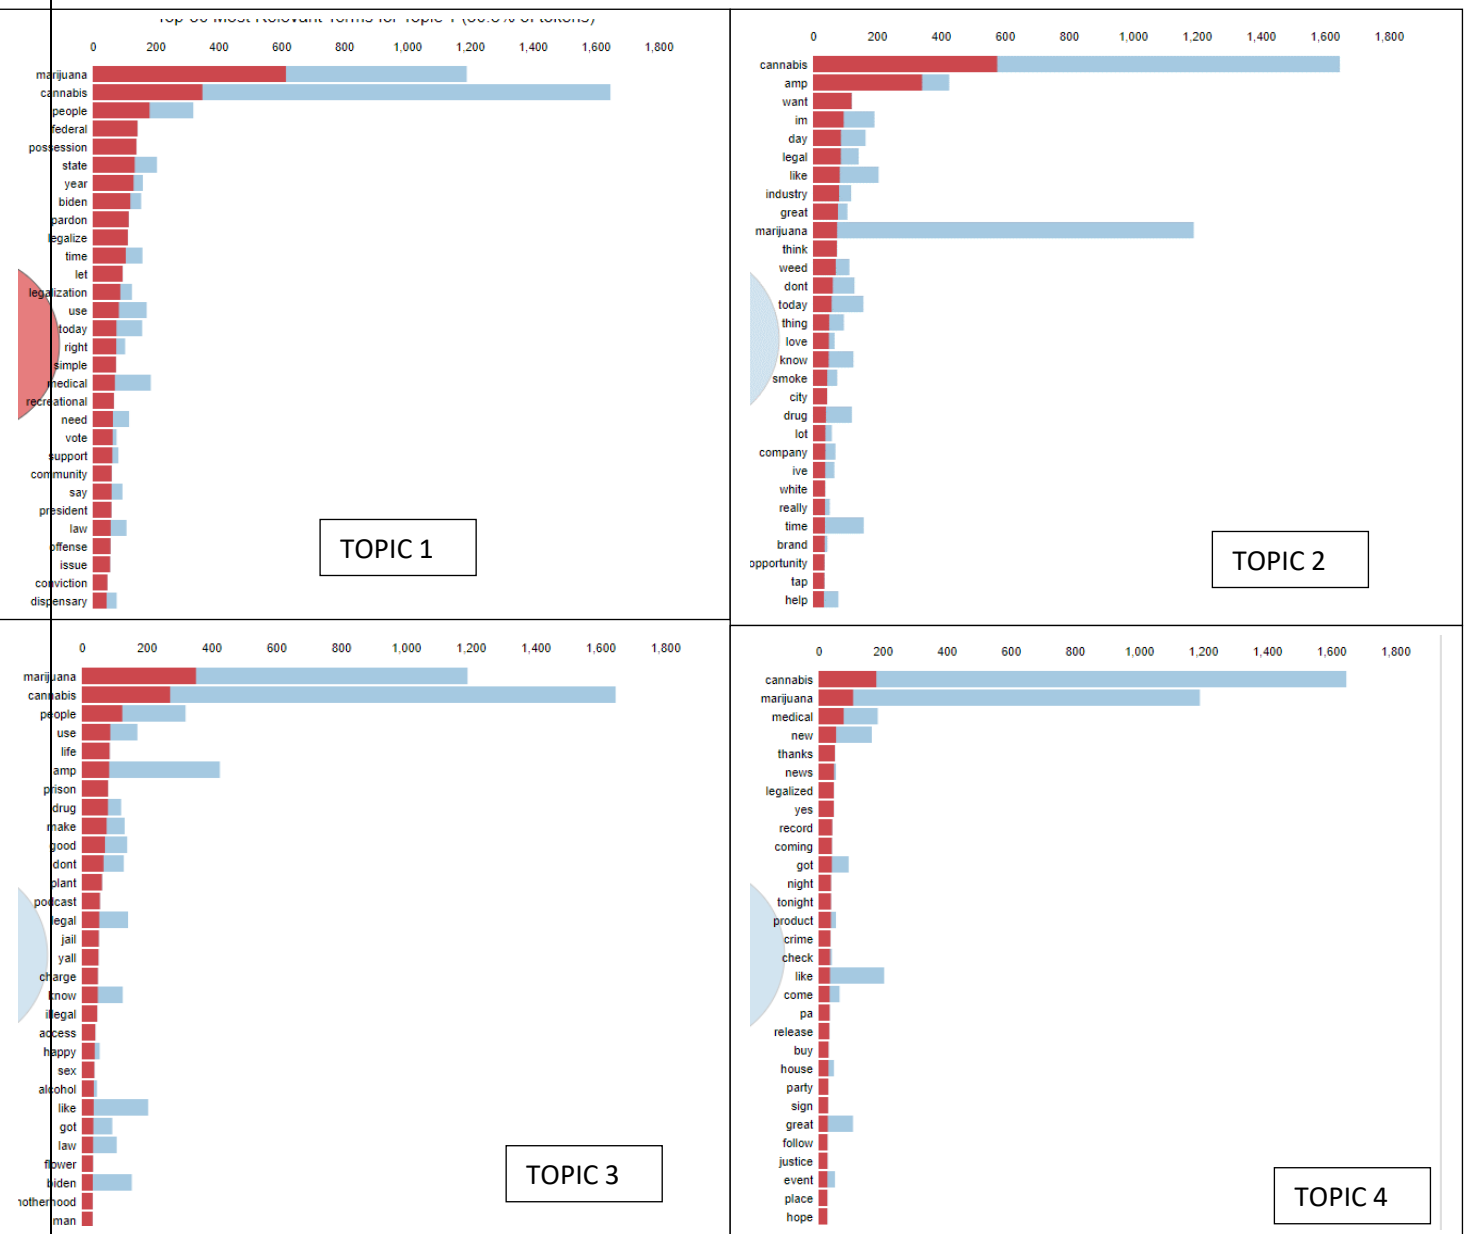 Top-30 Most Relevant Terms for Topic 1
0 200 400 600 800 1,000 1,200 1,400 1,600 1,800
marijuana
cannabis
people
federal
possession
state
year
biden
pardon
legalize
time
let
legalization
use
today
right
simple
medical
recreational
need
vote
support
community
say
president
law
offense
issue
conviction
dispensary
TOPIC 1
0 200 400 600 800 1,000 1,200 1,400 1,600 1,800
cannabis
amp
want
im
day
legal
like
industry
great
marijuana
think
weed
dont
today
thing
love
know
smoke
city
drug
lot
company
ive
white
really
time
brand
opportunity
tap
help
TOPIC 2
0 200 400 600 800 1,000 1,200 1,400 1,600 1,800
marijuana
cannabis
people
use
life
amp
prison
drug
make
good
dont
plant
podcast
legal
jail
yall
charge
know
illegal
access
happy
sex
alcohol
like
got
law
flower
biden
motherhood
man
TOPIC 3
0 200 400 600 800 1,000 1,200 1,400 1,600 1,800
cannabis
marijuana
medical
new
thanks
news
legalized
yes
record
coming
got
night
tonight
product
crime
check
like
come
pa
release
buy
house
party
sign
great
follow
justice
event
place
hope
TOPIC 4